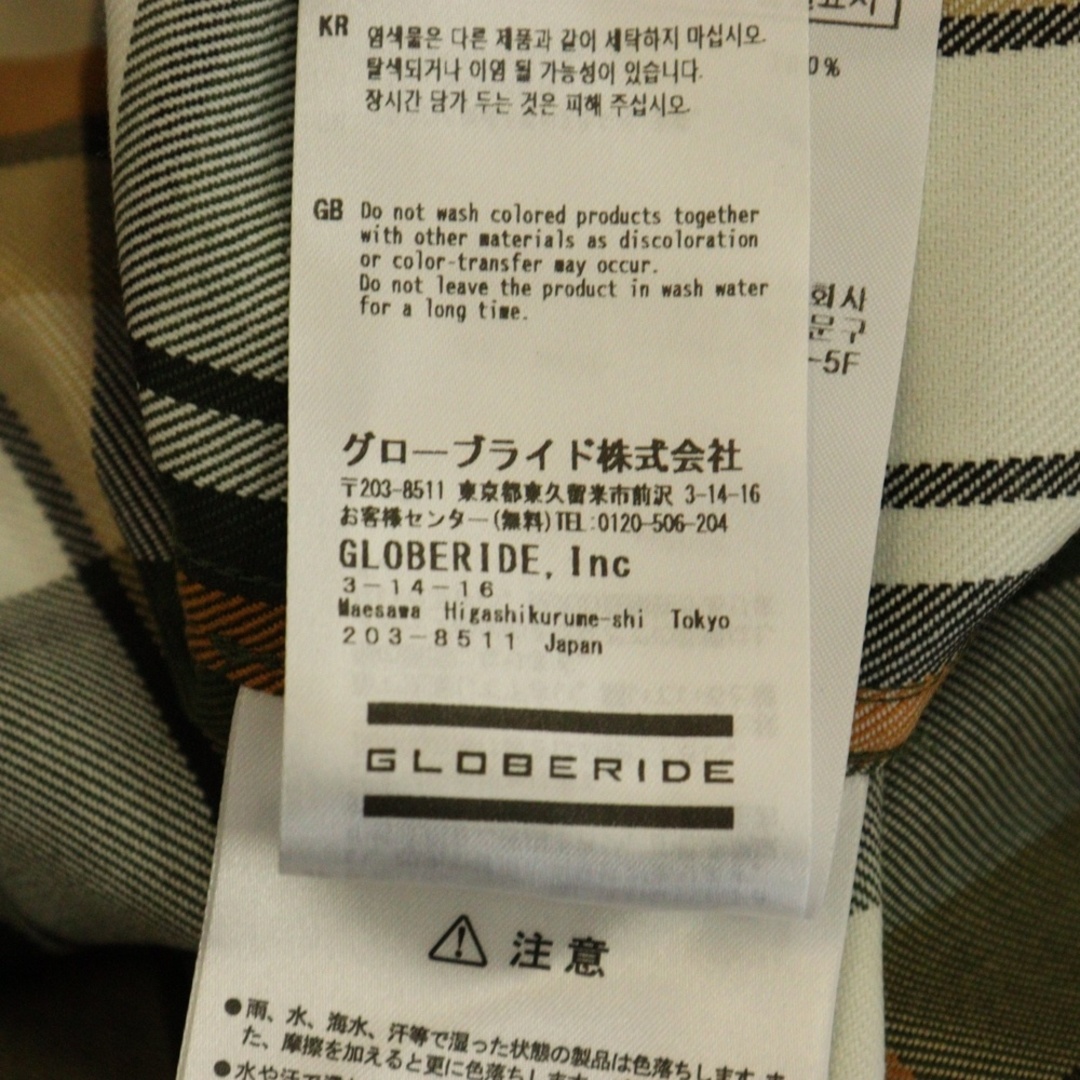 KR 염색물은 다른 제품과 같이 세탁하지 마십시오.
탈색되거나 이염 될 가능성이 있습니다.
장시간 담가 두는 것은 피해 주십시오.
0%
GB Do not wash colored products together
with other materials as discoloration
or color-transfer may occur.
Do not leave the product in wash water
for a long time.
회사
문구
-5F
グローブライド株式会社
〒203-8511 東京都東久留米市前沢 3-14-16
お客様センター(無料)TEL:0120-506-204
GLOBERIDE, Inc
3-14-16
Maesawa Higashikurume-shi Tokyo
203-8511 Japan
GLOBERIDE
注意
●雨、水、海水、汗等で湿った状態の製品は色落ちします。ま
た、摩擦を加えると更に色落ちします
●水や汗で